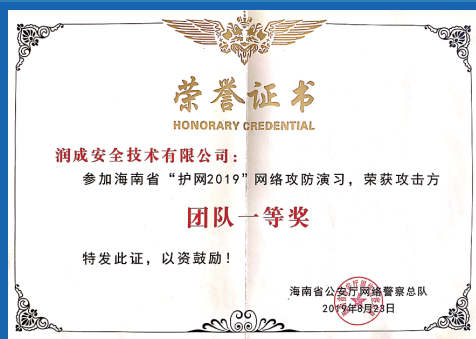 荣誉证书
HONORARY CREDENTIAL
润成安全技术有限公司：
参加海南省“护网2019”网络攻防演习，荣获攻击方
团队一等奖
特发此证，以资鼓励！
海南省公安厅网络警察总队
2019年8月23日